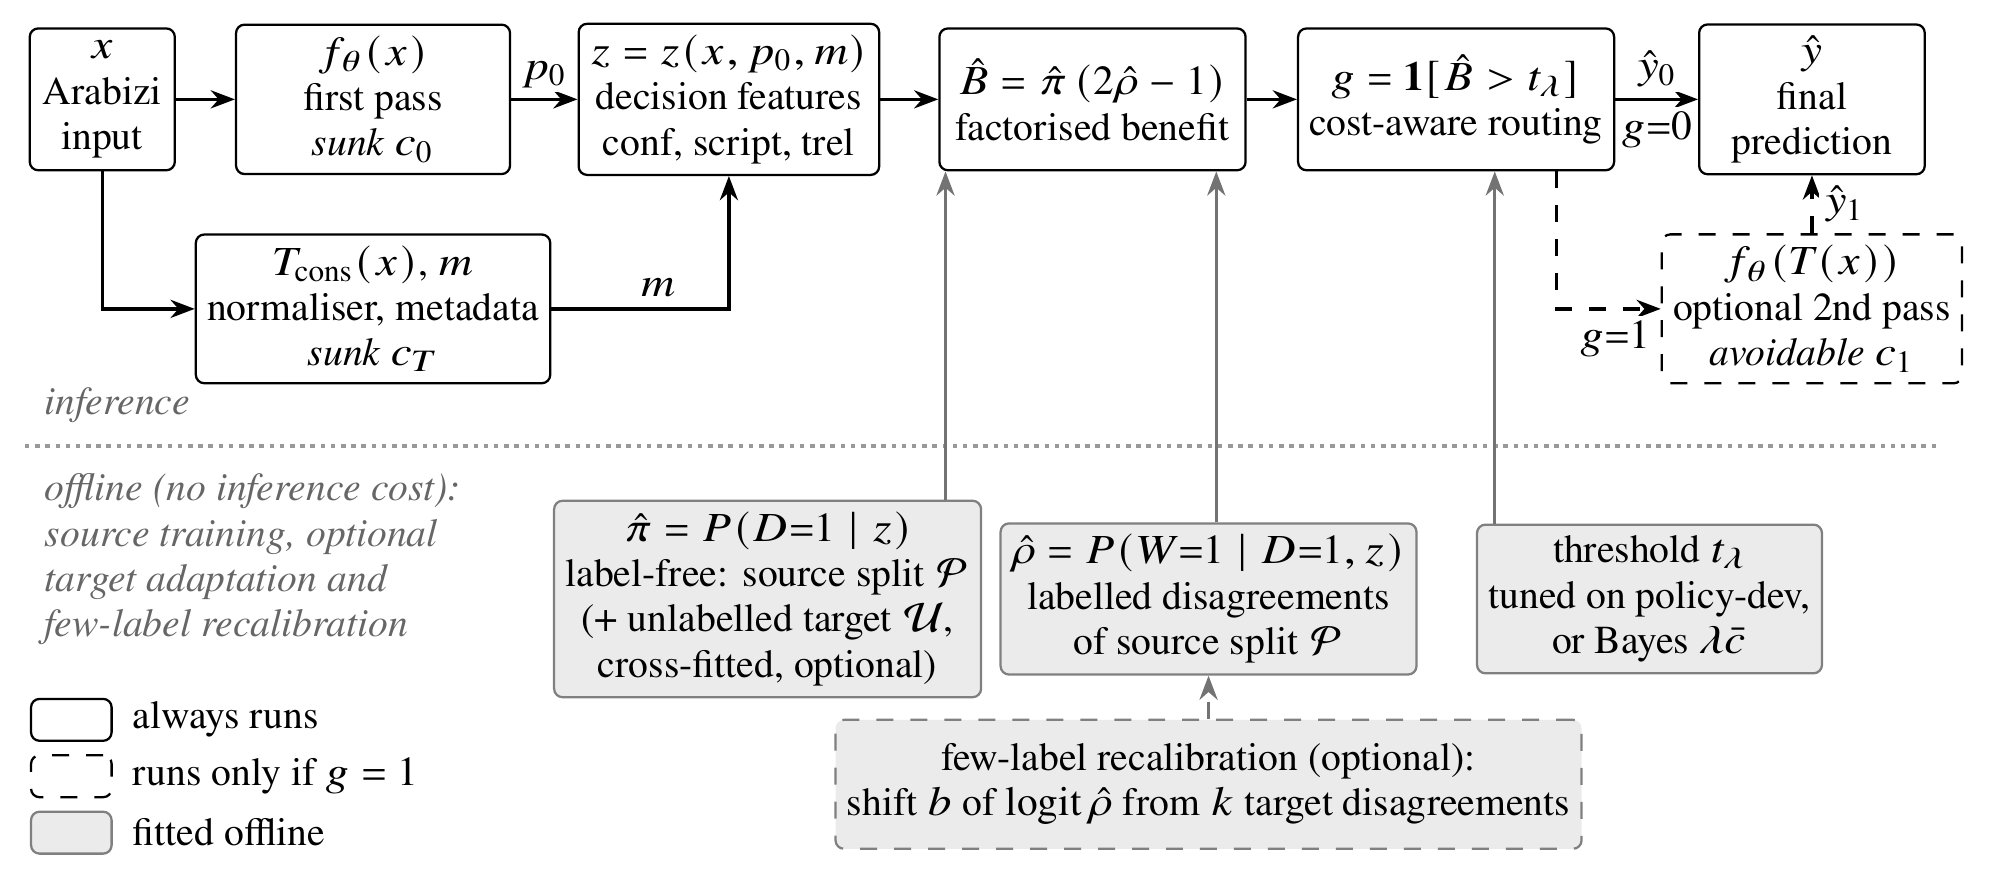 x
Arabizi
input
f_θ(x)
first pass
sunk c_0
p_0
z = z(x, p_0, m)
decision features
conf, script, trel
B̂ = π̂ (2ρ̂ − 1)
factorised benefit
g = 𝟏[B̂ > t_λ]
cost-aware routing
ŷ_0
g=0
ŷ
final
prediction
T_cons(x), m
normaliser, metadata
sunk c_T
m
g=1
ŷ_1
f_θ(T(x))
optional 2nd pass
avoidable c_1
inference
offline (no inference cost):
source training, optional
target adaptation and
few-label recalibration
π̂ = P(D=1 | z)
label-free: source split 𝒫
(+ unlabelled target 𝒰,
cross-fitted, optional)
ρ̂ = P(W=1 | D=1, z)
labelled disagreements
of source split 𝒫
threshold t_λ
tuned on policy-dev,
or Bayes λc̄
few-label recalibration (optional):
shift b of logit ρ̂ from k target disagreements
always runs
runs only if g = 1
fitted offline